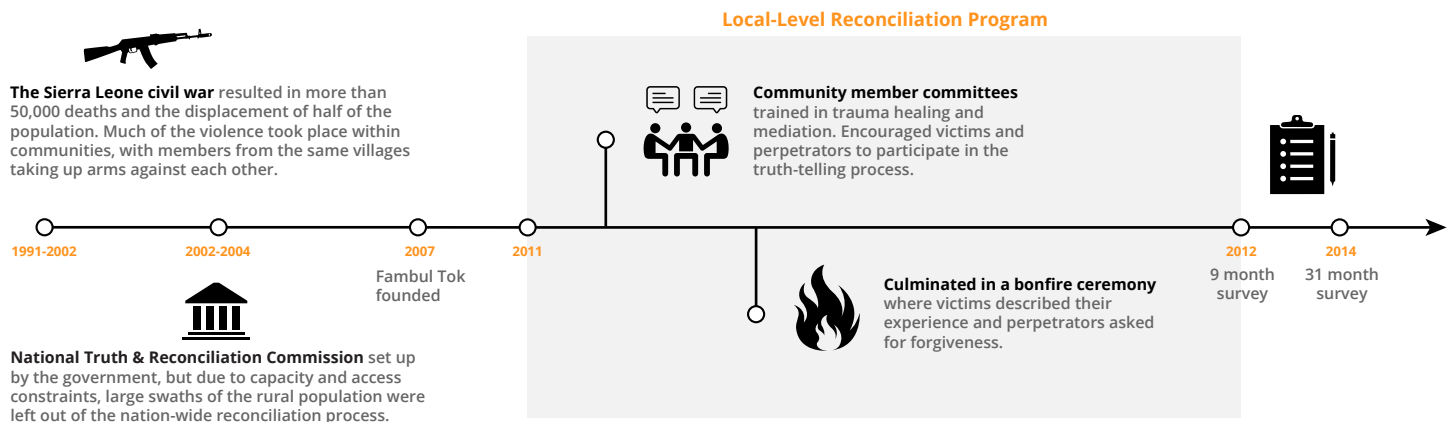 Local-Level Reconciliation Program
The Sierra Leone civil war resulted in more than
50,000 deaths and the displacement of half of the
population. Much of the violence took place within
communities, with members from the same villages
taking up arms against each other.
Community member committees
trained in trauma healing and
mediation. Encouraged victims and
perpetrators to participate in the
truth-telling process.
1991-2002
2002-2004
2007
2011
2012
2014
Fambul Tok
founded
9 month
survey
31 month
survey
Culminated in a bonfire ceremony
where victims described their
experience and perpetrators asked
for forgiveness.
National Truth & Reconciliation Commission set up
by the government, but due to capacity and access
constraints, large swaths of the rural population were
left out of the nation-wide reconciliation process.